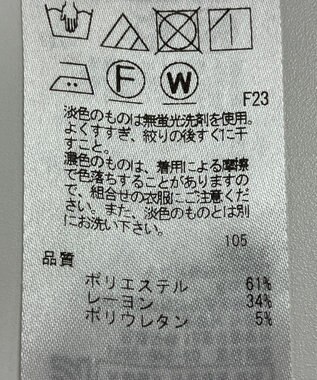 F W
F23
淡色のものは無蛍光洗剤を使用。
よくすすぎ、絞りの後すぐに干
すこと。
濃色のものは、着用による摩擦
で色落ちすることがありますの
で、組合せの衣服にご注意くだ
さい。また、淡色のものとは別
にお洗い下さい。
105
品質
ポリエステル 61%
レーヨン 34%
ポリウレタン 5%